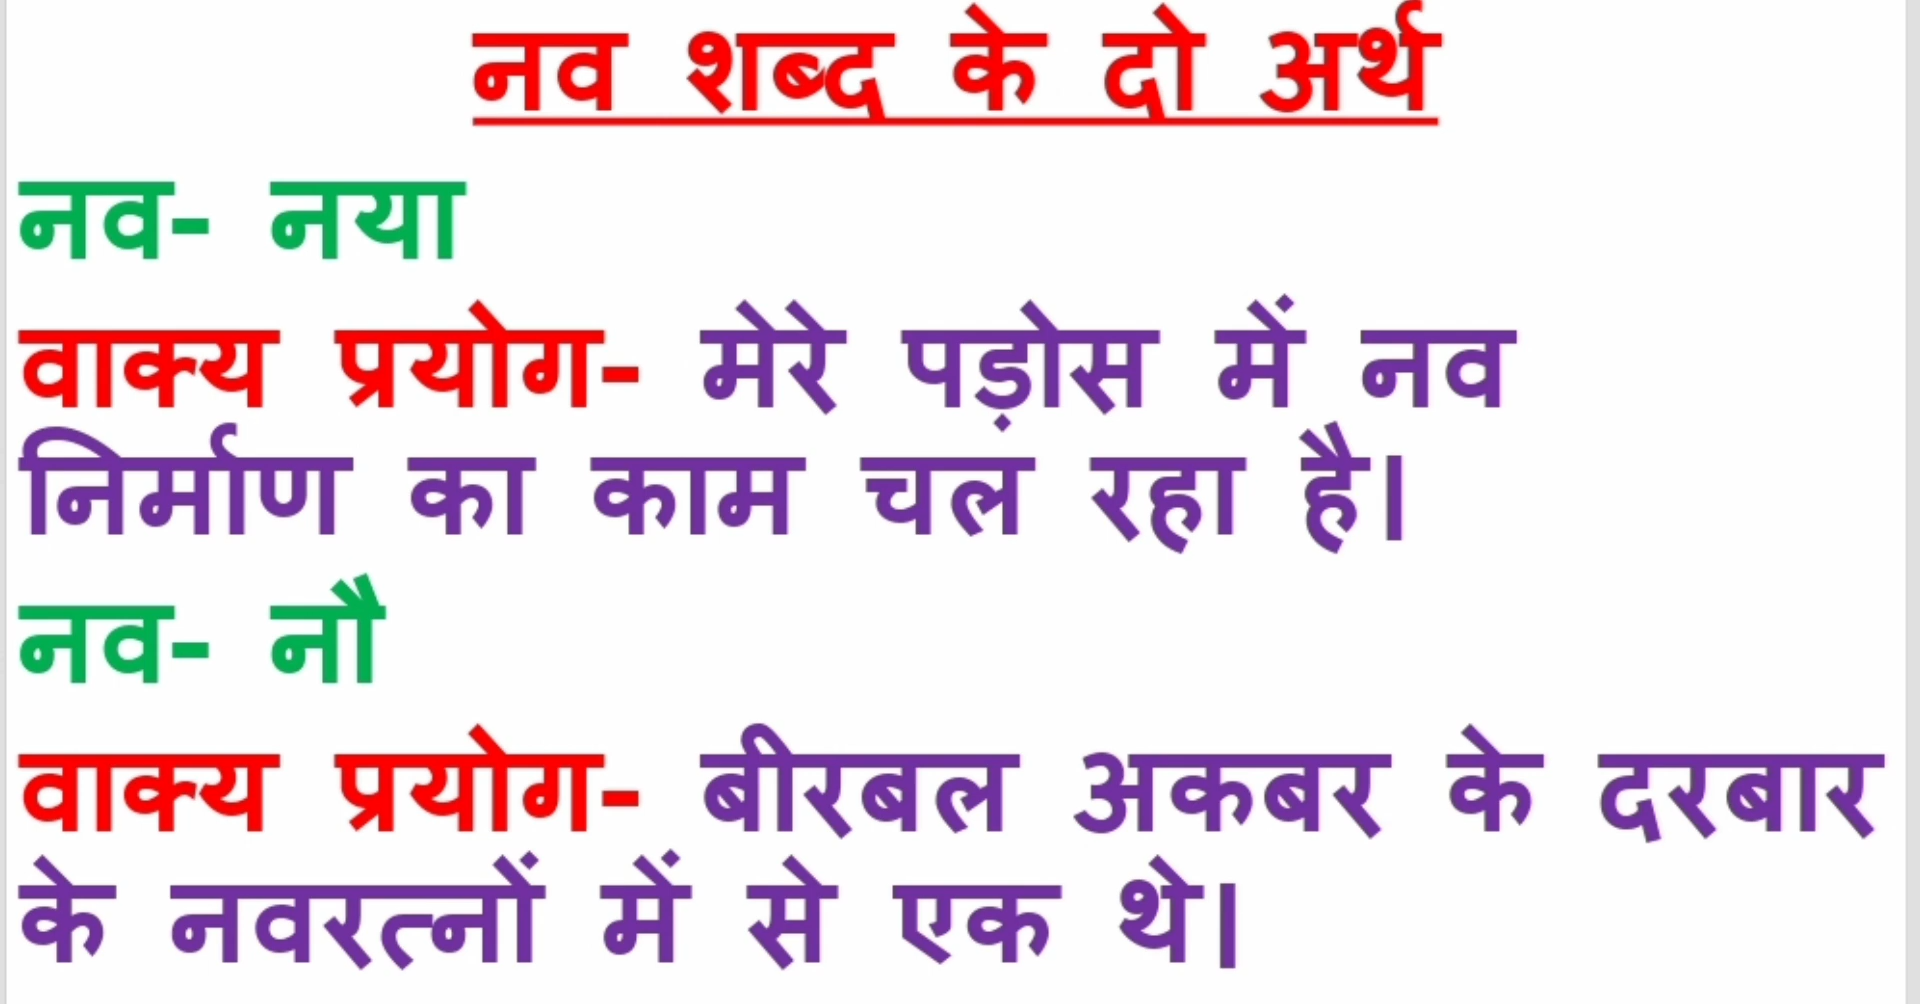 नव शब्द के दो अर्थ
नव- नया
वाक्य प्रयोग- मेरे पड़ोस में नव
निर्माण का काम चल रहा है।
नव- नौ
वाक्य प्रयोग- बीरबल अकबर के दरबार
के नवरत्नों में से एक थे।